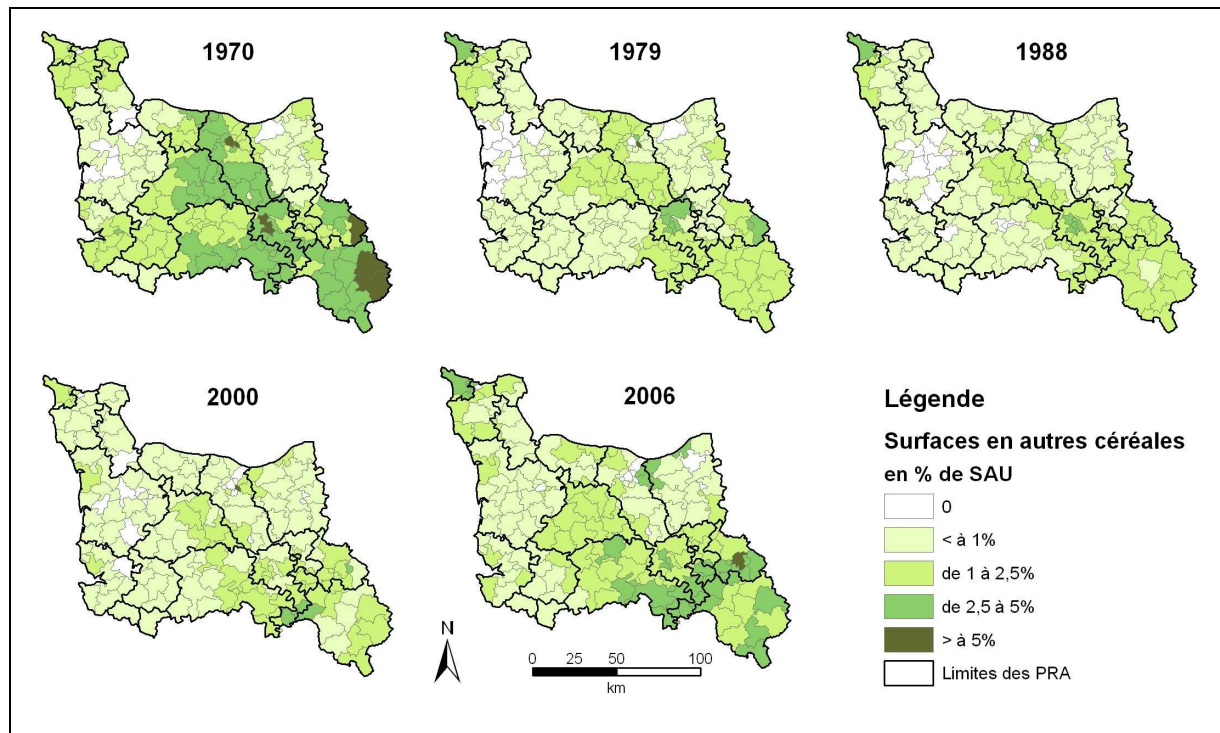 1970
1979
1988
2000
2006
Légende
Surfaces en autres céréales
en % de SAU
0
< à 1%
de 1 à 2,5%
de 2,5 à 5%
> à 5%
Limites des PRA
N
0 25 50 100
km